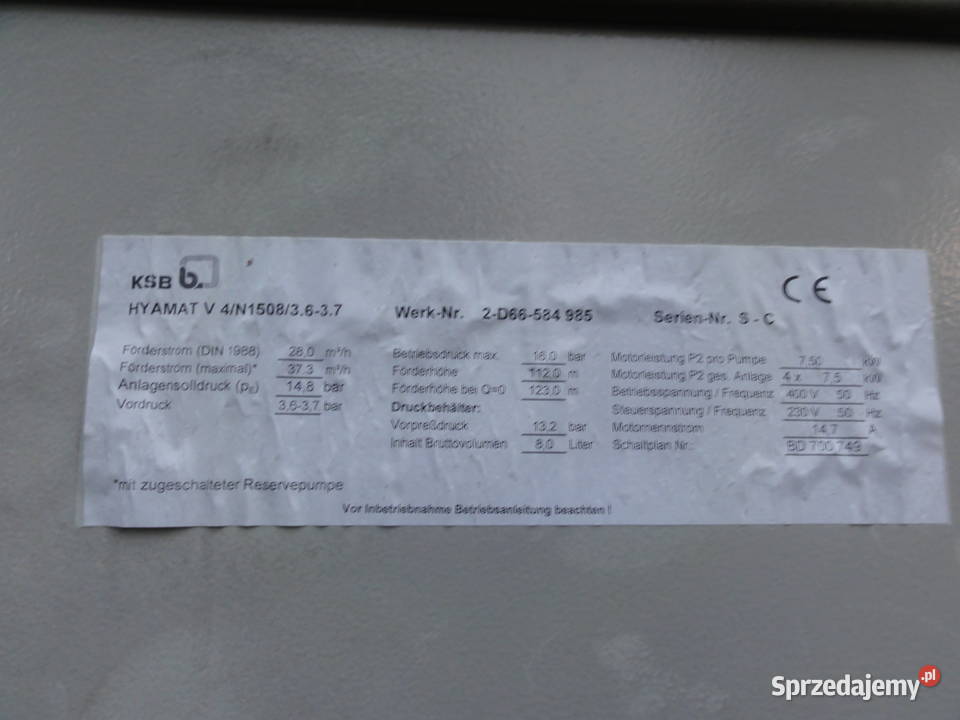 KSB b.
CE
HYAMAT V 4/N1508/3.6-3.7 Werk-Nr. 2-D66-584 985 Serien-Nr. S - C
Förderstrom (DIN 1988) 28,0 m³/h
Förderstrom (maximal)* 37,3 m³/h
Anlagensolldruck (pE) 14,8 bar
Vordruck 3,6-3,7 bar
*mit zugeschalteter Reservepumpe
Betriebsdruck max. 16,0 bar
Förderhöhe 112,0 m
Förderhöhe bei Q=0 123,0 m
Druckbehälter:
Vorpreßdruck 13,2 bar
Inhalt Bruttovolumen 8,0 Liter
Motorleistung P2 pro Pumpe 7,50 kW
Motorleistung P2 ges. Anlage 4 x 7,5 kW
Betriebsspannung / Frequenz 400 V 50 Hz
Steuerspannung / Frequenz 230 V 50 Hz
Motornennstrom 14,7 A
Schaltplan Nr.: BD 700 749
Vor Inbetriebnahme Betriebsanleitung beachten !
Sprzedajemy.pl